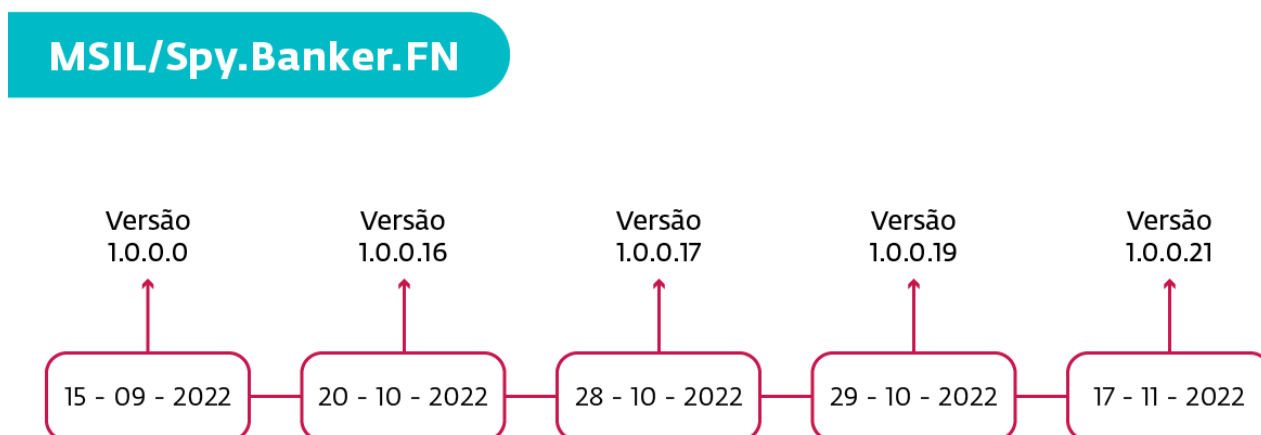 MSIL/Spy.Banker.FN
Versão
1.0.0.0
Versão
1.0.0.16
Versão
1.0.0.17
Versão
1.0.0.19
Versão
1.0.0.21
15 - 09 - 2022
20 - 10 - 2022
28 - 10 - 2022
29 - 10 - 2022
17 - 11 - 2022